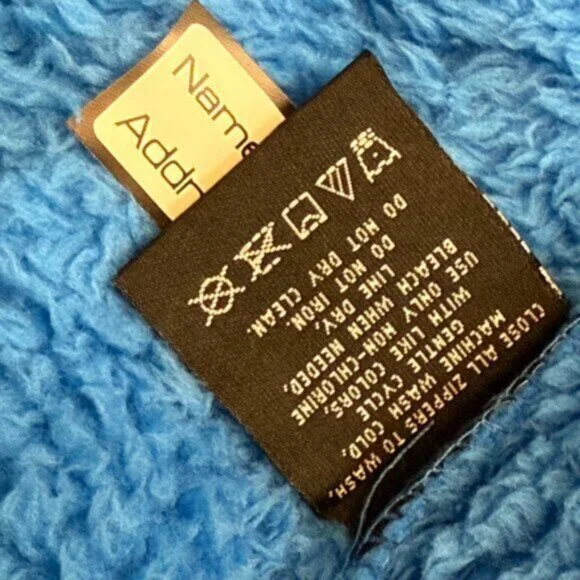 Name
Addr
CLOSE ALL ZIPPERS TO WASH,
MACHINE WASH COLD,
GENTLE CYCLE
WITH LIKE COLORS,
USE ONLY NON-CHLORINE
BLEACH WHEN NEEDED,
LINE DRY,
DO NOT IRON.
DO NOT DRY CLEAN.